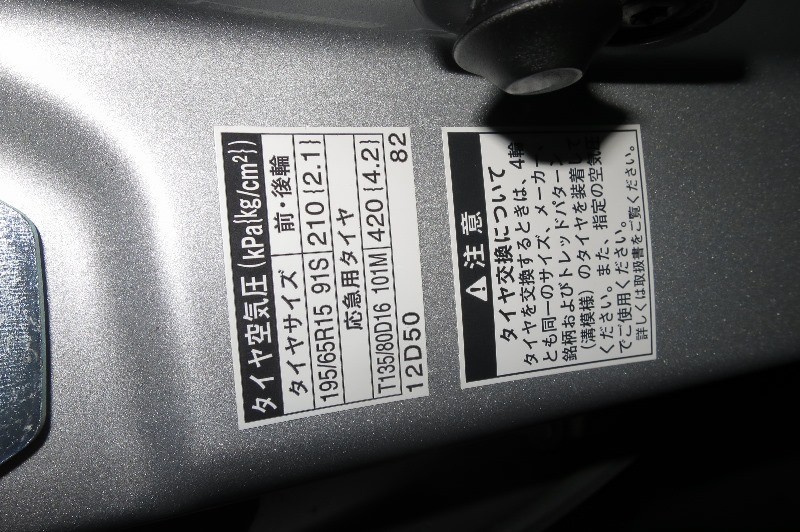 タイヤ空気圧(kPa{kg/cm²})
タイヤサイズ 前・後輪
195/65R15 91S 210{2.1}
応急用タイヤ
T135/80D16 101M 420{4.2}
12D50 82
⚠注意
タイヤ交換について
タイヤを交換するときは、4輪
とも同一のサイズ、メーカー、
銘柄およびトレッドパターン
(溝模様)のタイヤを装着して
ください。また、指定の空気圧
でご使用ください。
詳しくは取扱書をご覧ください。